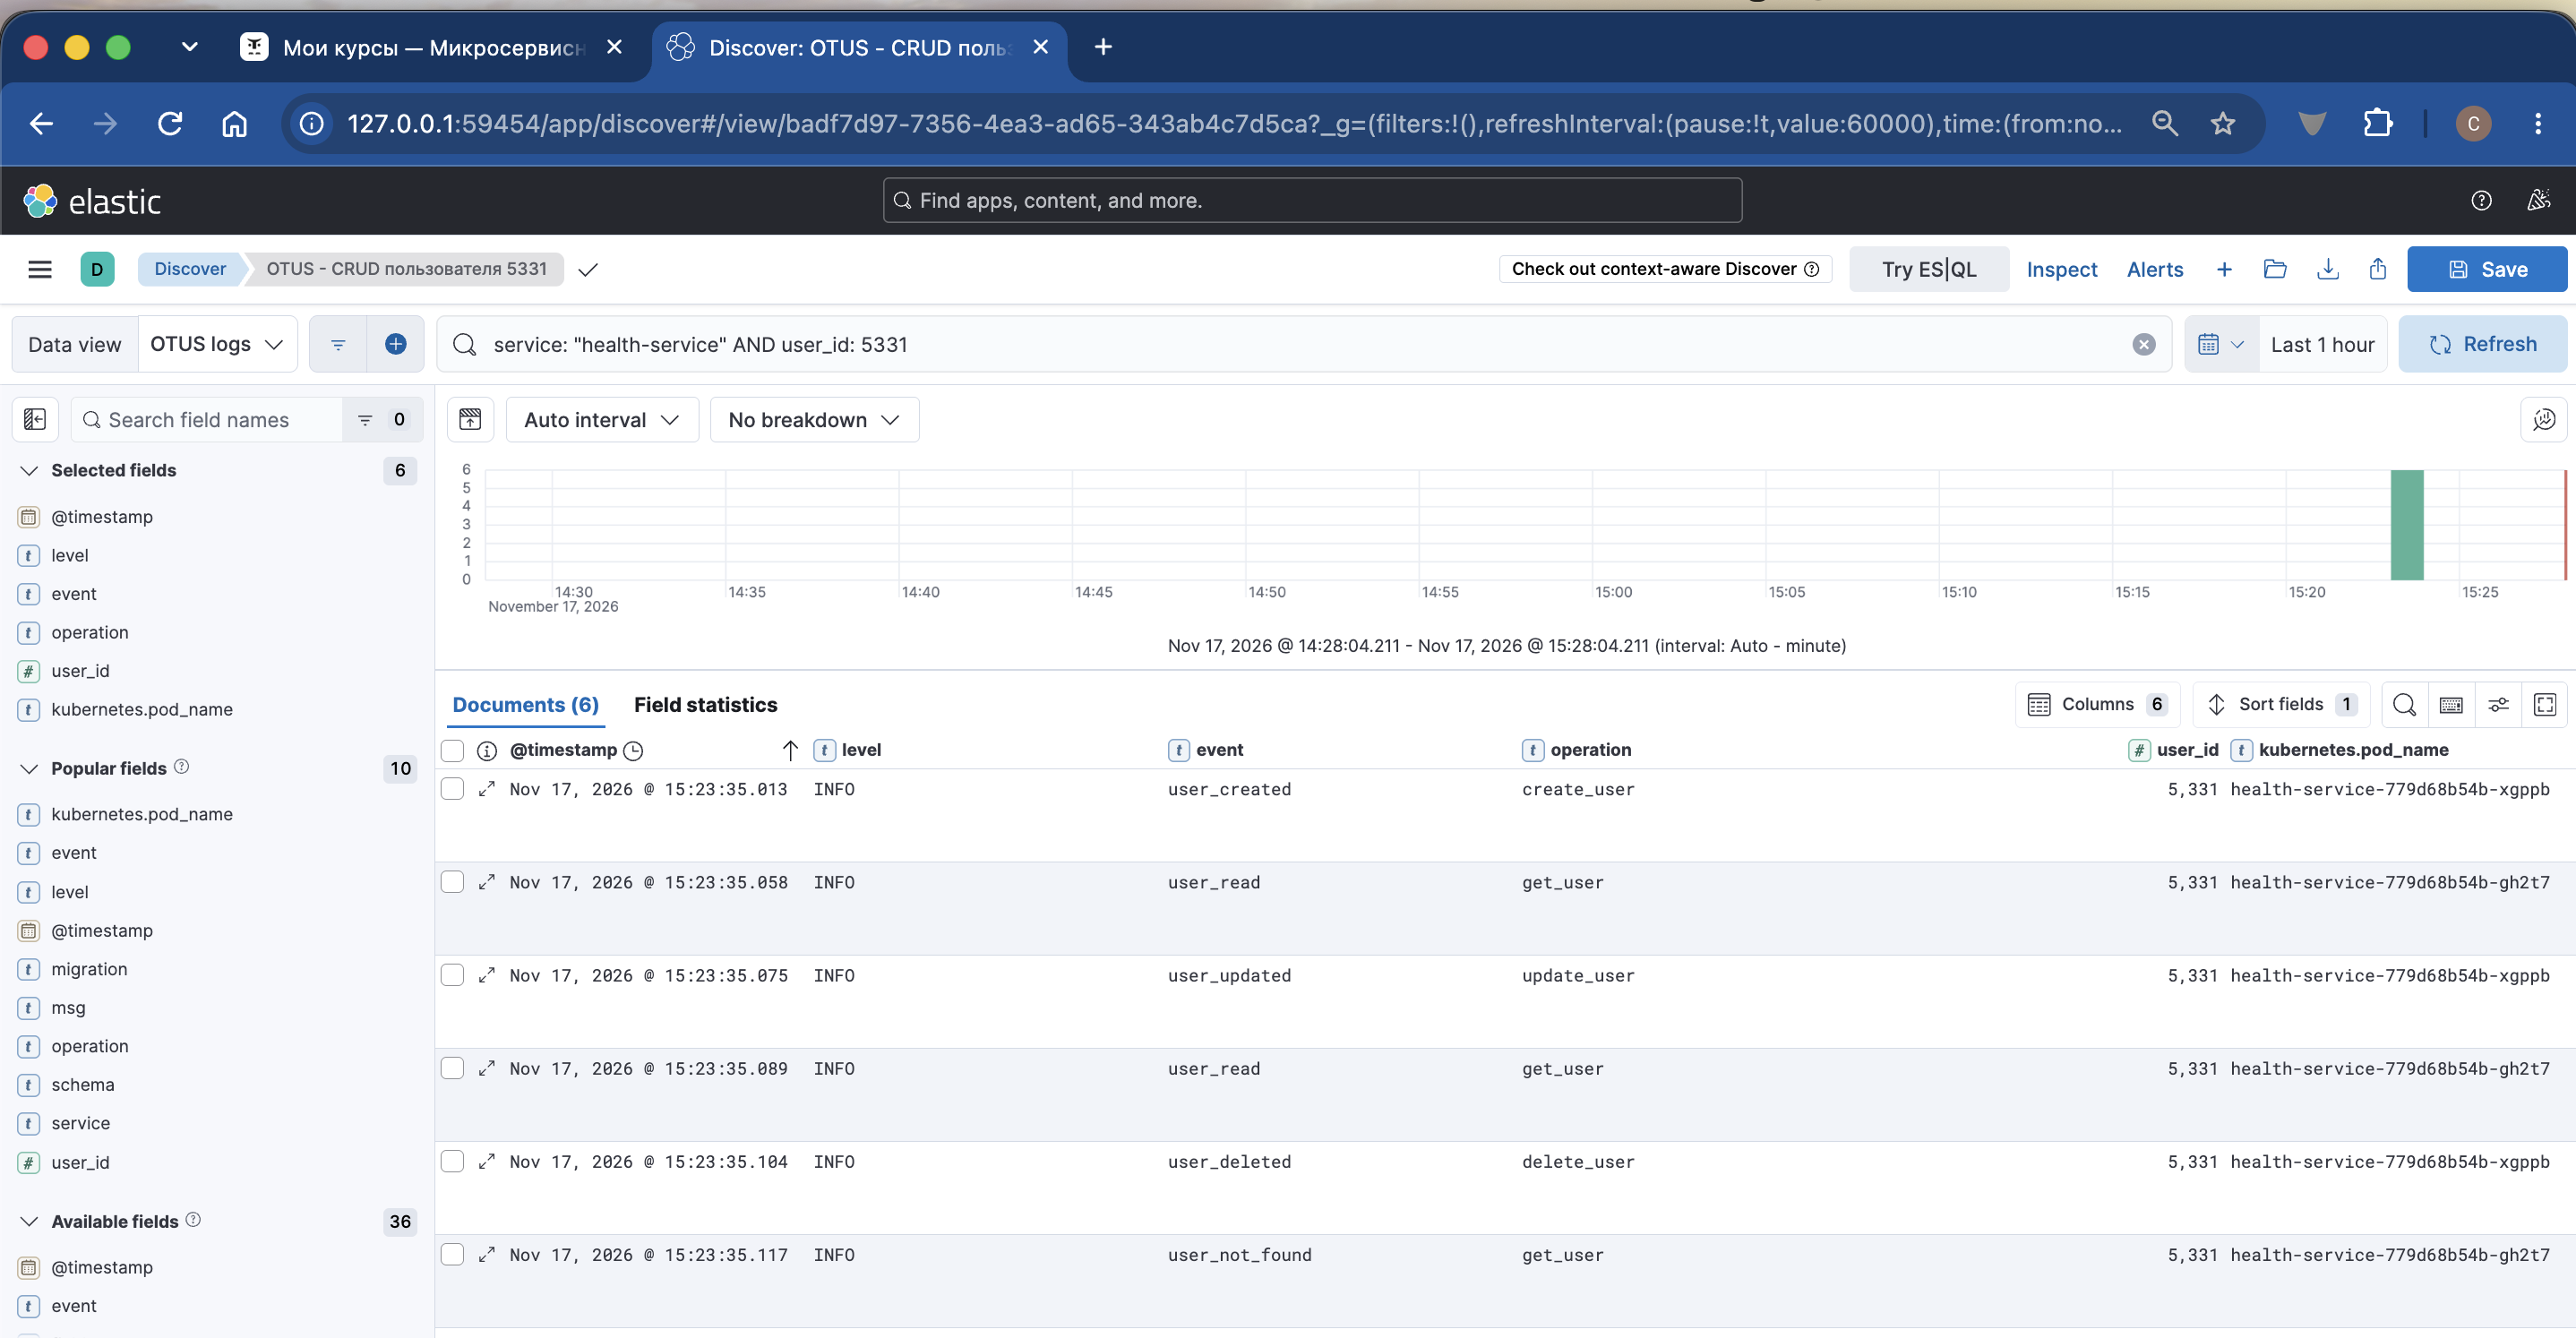 Мои курсы — Микросервисн
Discover: OTUS - CRUD поль
127.0.0.1:59454/app/discover#/view/badf7d97-7356-4ea3-ad65-343ab4c7d5ca?_g=(filters:!(),refreshInterval:(pause:!t,value:60000),time:(from:no...
C
elastic
Find apps, content, and more.
D
Discover
OTUS - CRUD пользователя 5331
Check out context-aware Discover
Try ES|QL
Inspect
Alerts
Save
Data view
OTUS logs
service: "health-service" AND user_id: 5331
Last 1 hour
Refresh
Search field names
0
Auto interval
No breakdown
Selected fields
6
@timestamp
level
event
operation
user_id
kubernetes.pod_name
Popular fields
10
kubernetes.pod_name
event
level
@timestamp
migration
msg
operation
schema
service
user_id
Available fields
36
@timestamp
event
6
5
4
3
2
1
0
14:30 14:35 14:40 14:45 14:50 14:55 15:00 15:05 15:10 15:15 15:20 15:25
November 17, 2026
Nov 17, 2026 @ 14:28:04.211 - Nov 17, 2026 @ 15:28:04.211 (interval: Auto - minute)
Documents (6)
Field statistics
Columns 6
Sort fields 1
@timestamp level event operation user_id kubernetes.pod_name
Nov 17, 2026 @ 15:23:35.013 INFO user_created create_user 5,331 health-service-779d68b54b-xgppb
Nov 17, 2026 @ 15:23:35.058 INFO user_read get_user 5,331 health-service-779d68b54b-gh2t7
Nov 17, 2026 @ 15:23:35.075 INFO user_updated update_user 5,331 health-service-779d68b54b-xgppb
Nov 17, 2026 @ 15:23:35.089 INFO user_read get_user 5,331 health-service-779d68b54b-gh2t7
Nov 17, 2026 @ 15:23:35.104 INFO user_deleted delete_user 5,331 health-service-779d68b54b-xgppb
Nov 17, 2026 @ 15:23:35.117 INFO user_not_found get_user 5,331 health-service-779d68b54b-gh2t7